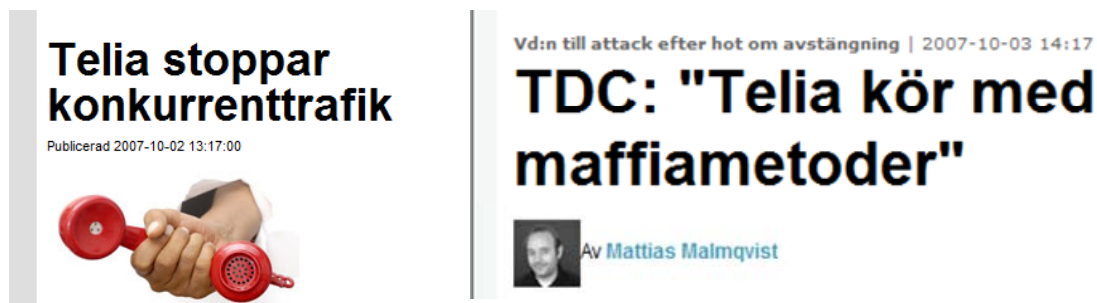 Telia stoppar
konkurrenttrafik
Publicerad 2007-10-02 13:17:00
Vd:n till attack efter hot om avstängning | 2007-10-03 14:17
TDC: "Telia kör med
maffiametoder"
Av Mattias Malmqvist